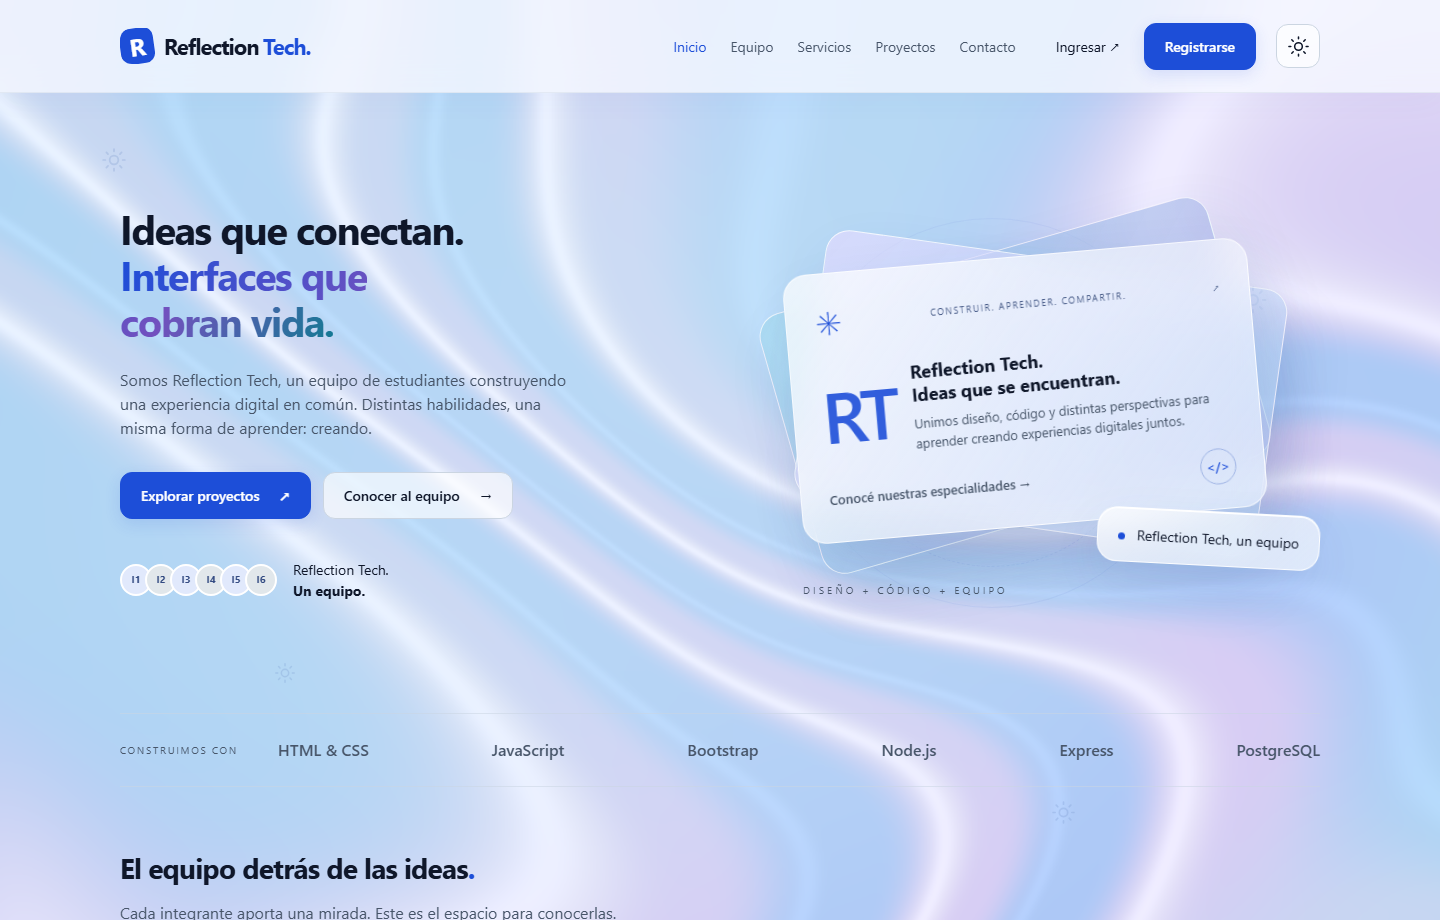 R Reflection Tech.
Inicio Equipo Servicios Proyectos Contacto Ingresar ↗ Registrarse
Ideas que conectan.
Interfaces que
cobran vida.
Somos Reflection Tech, un equipo de estudiantes construyendo
una experiencia digital en común. Distintas habilidades, una
misma forma de aprender: creando.
Explorar proyectos ↗ Conocer al equipo →
I1 I2 I3 I4 I5 I6
Reflection Tech.
Un equipo.
CONSTRUIR. APRENDER. COMPARTIR. ↗
RT
Reflection Tech.
Ideas que se encuentran.
Unimos diseño, código y distintas perspectivas para
aprender creando experiencias digitales juntos.
</>
Conocé nuestras especialidades →
Reflection Tech, un equipo
DISEÑO + CÓDIGO + EQUIPO
CONSTRUIMOS CON HTML & CSS JavaScript Bootstrap Node.js Express PostgreSQL
El equipo detrás de las ideas.
Cada integrante aporta una mirada. Este es el espacio para conocerlas.